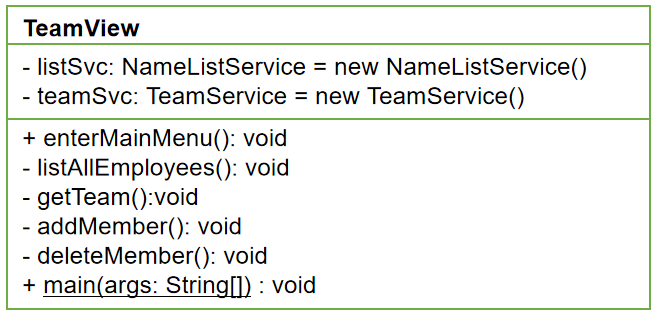 TeamView
- listSvc: NameListService = new NameListService()
- teamSvc: TeamService = new TeamService()
+ enterMainMenu(): void
- listAllEmployees(): void
- getTeam():void
- addMember(): void
- deleteMember(): void
+ main(args: String[]) : void